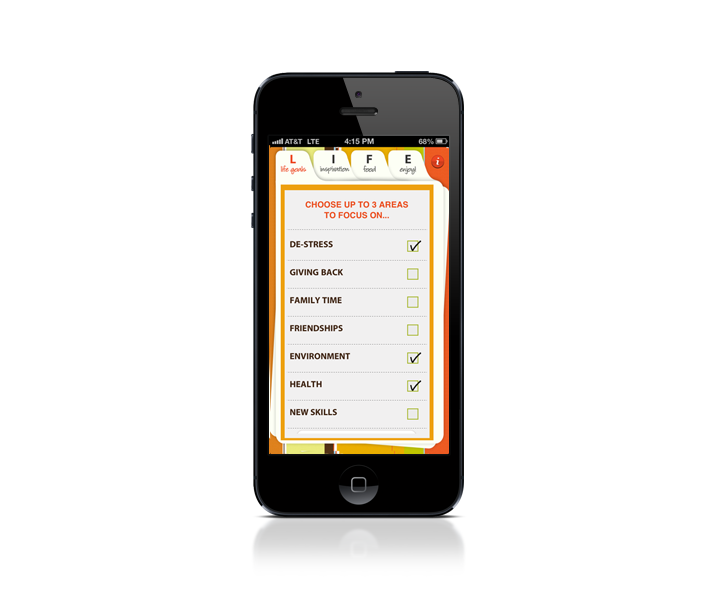 AT&T LTE 4:15 PM 68%
L I F E i
life goals inspiration food enjoy!
CHOOSE UP TO 3 AREAS
TO FOCUS ON...
DE-STRESS
GIVING BACK
FAMILY TIME
FRIENDSHIPS
ENVIRONMENT
HEALTH
NEW SKILLS